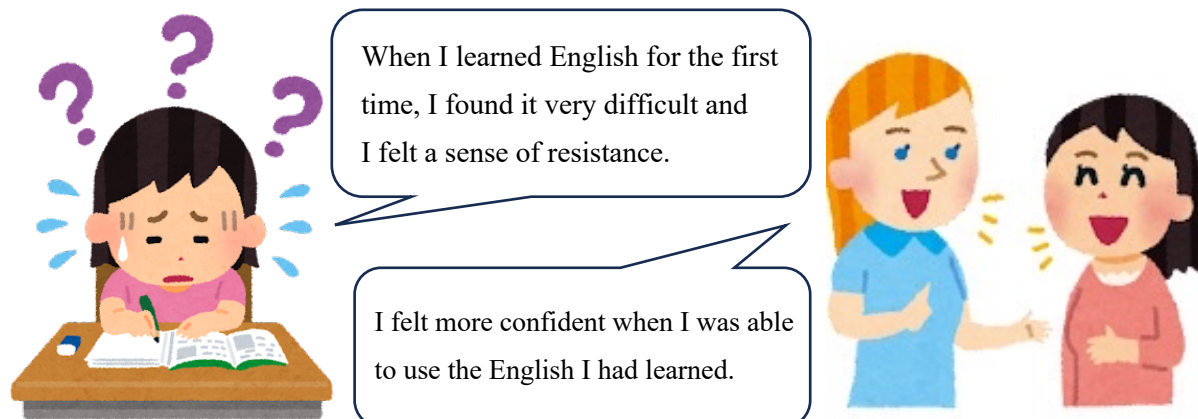 When I learned English for the first
time, I found it very difficult and
I felt a sense of resistance.
I felt more confident when I was able
to use the English I had learned.